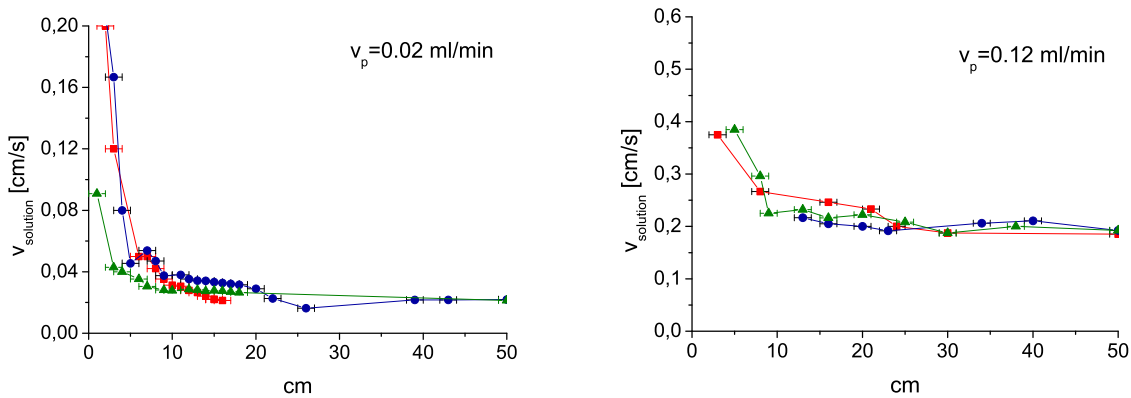 v_p=0.02 ml/min
0,20
0,16
0,12
0,08
0,04
0,00
v_solution [cm/s]
0 10 20 30 40 50
cm
v_p=0.12 ml/min
0,6
0,5
0,4
0,3
0,2
0,1
0,0
v_solution [cm/s]
0 10 20 30 40 50
cm